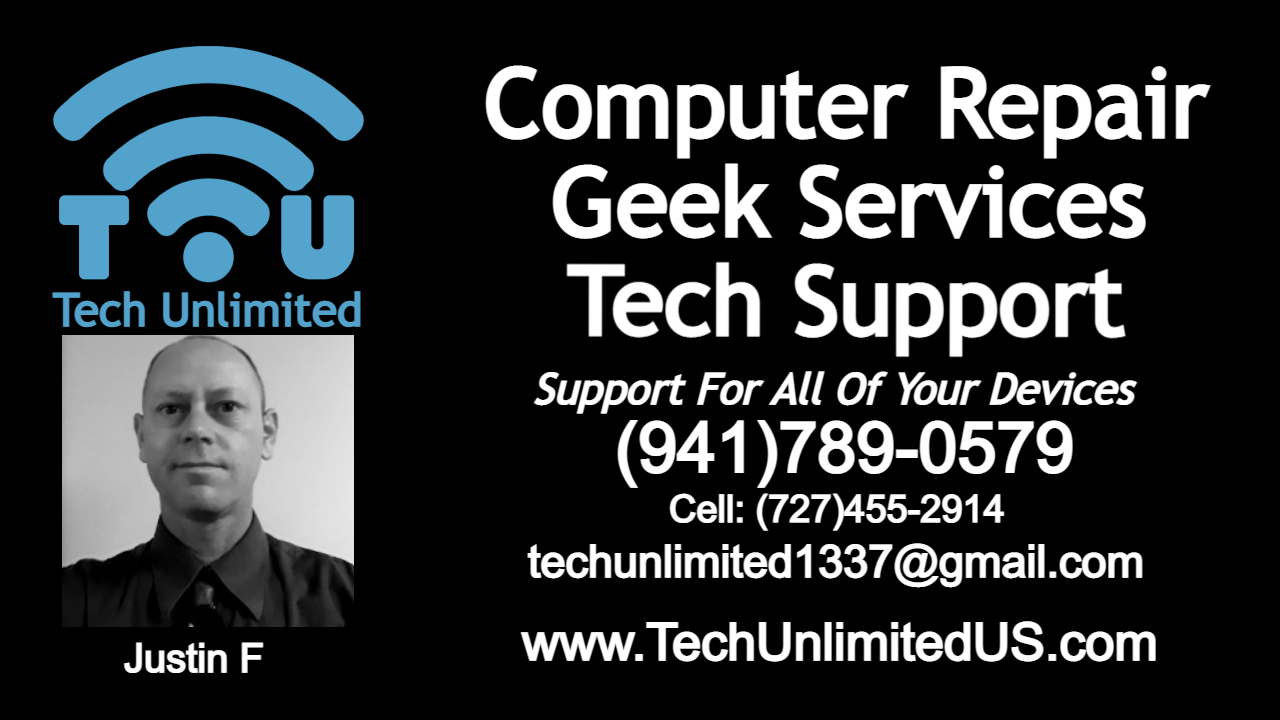 T U
Tech Unlimited
Justin F
Computer Repair
Geek Services
Tech Support
Support For All Of Your Devices
(941)789-0579
Cell: (727)455-2914
techunlimited1337@gmail.com
www.TechUnlimitedUS.com